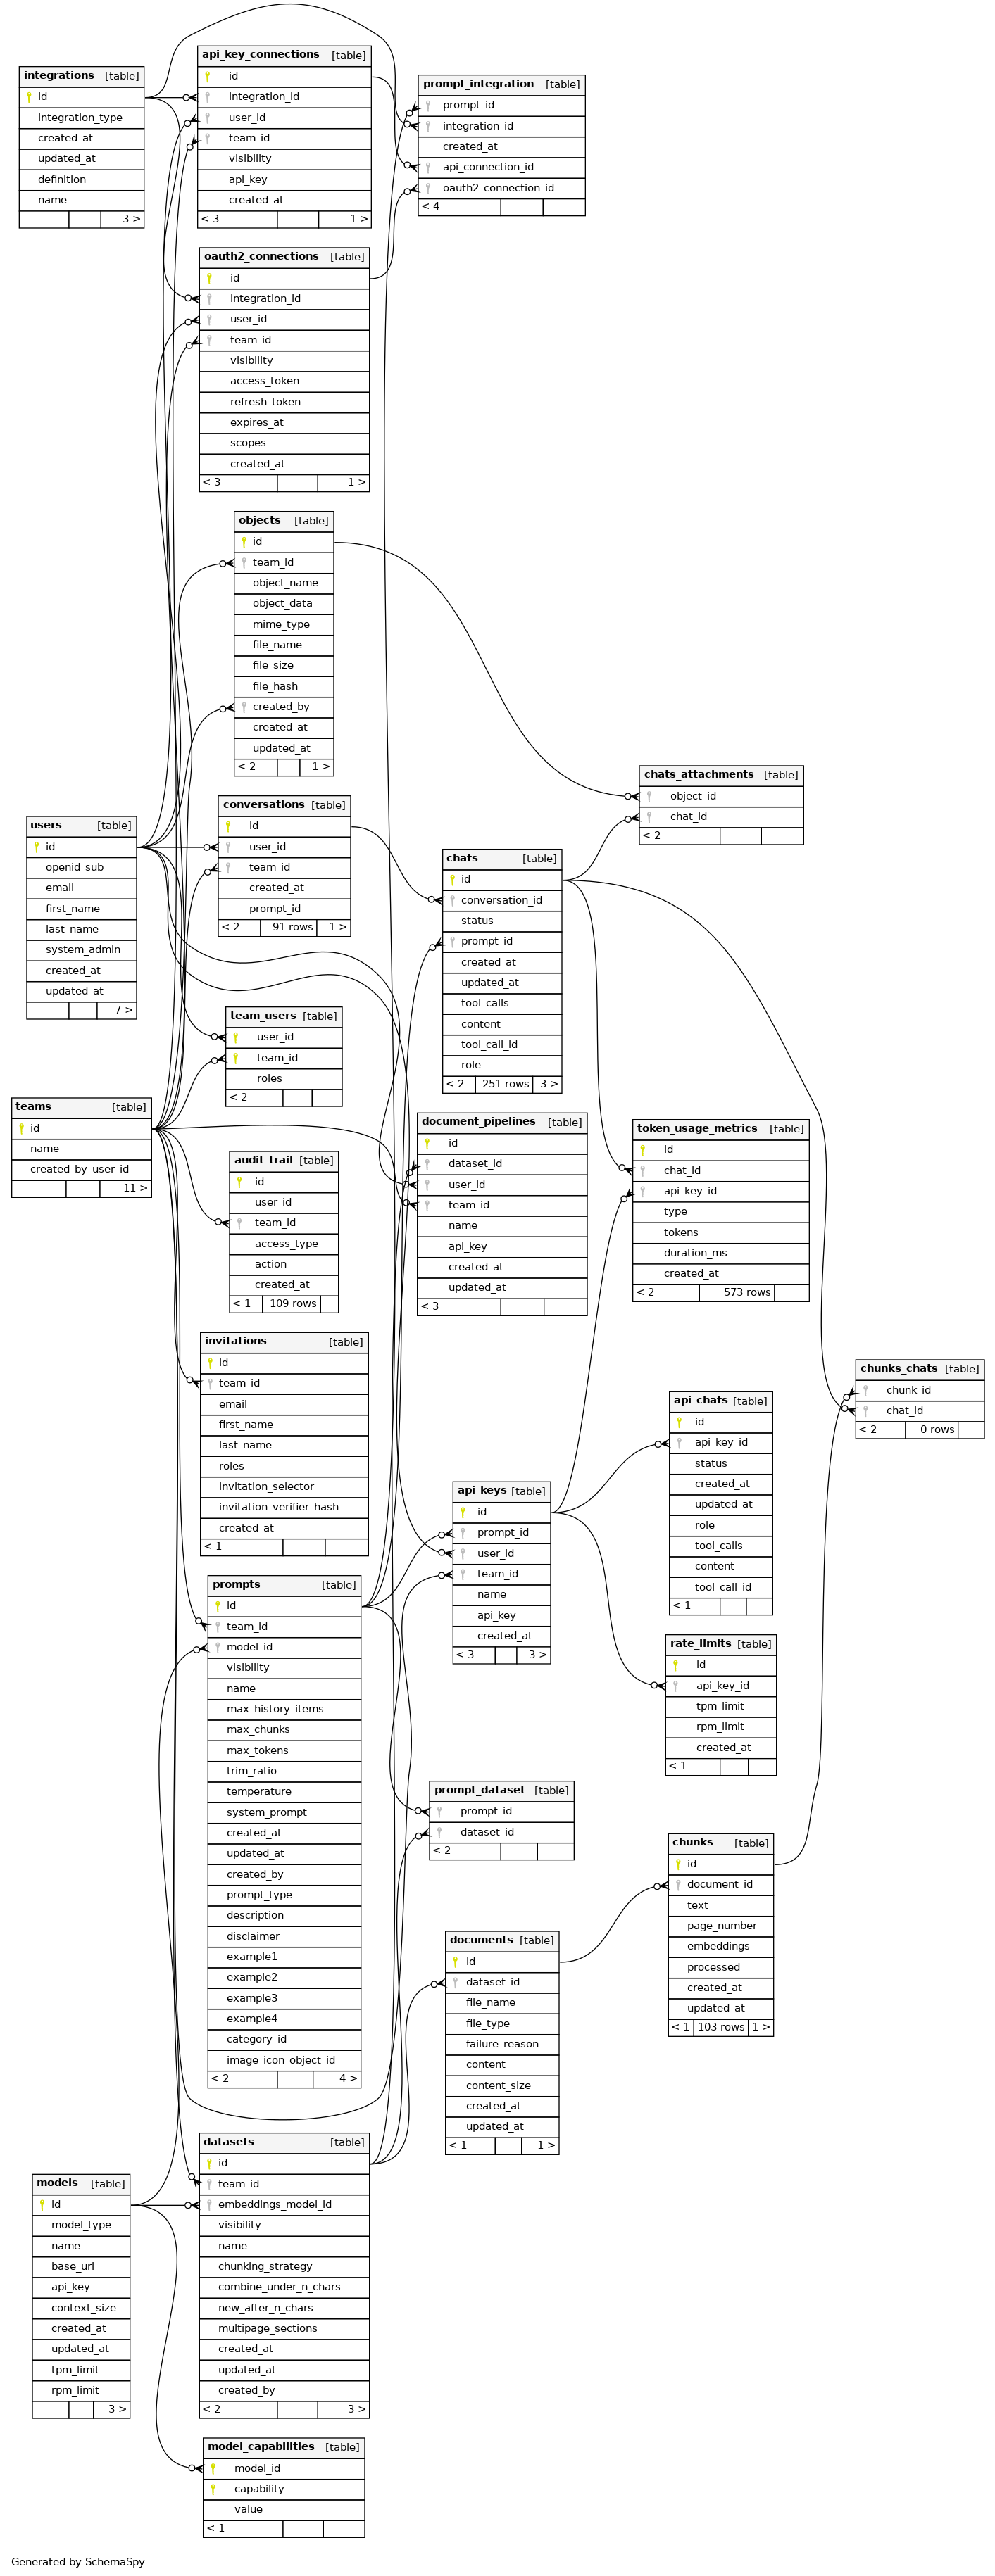 integrations [table]
id
integration_type
created_at
updated_at
definition
name
3 >
api_key_connections [table]
id
integration_id
user_id
team_id
visibility
api_key
created_at
< 3 1 >
prompt_integration [table]
prompt_id
integration_id
created_at
api_connection_id
oauth2_connection_id
< 4
oauth2_connections [table]
id
integration_id
user_id
team_id
visibility
access_token
refresh_token
expires_at
scopes
created_at
< 3 1 >
objects [table]
id
team_id
object_name
object_data
mime_type
file_name
file_size
file_hash
created_by
created_at
updated_at
< 2 1 >
chats_attachments [table]
object_id
chat_id
< 2
users [table]
id
openid_sub
email
first_name
last_name
system_admin
created_at
updated_at
7 >
conversations [table]
id
user_id
team_id
created_at
prompt_id
< 2 91 rows 1 >
chats [table]
id
conversation_id
status
prompt_id
created_at
updated_at
tool_calls
content
tool_call_id
role
< 2 251 rows 3 >
team_users [table]
user_id
team_id
roles
< 2
teams [table]
id
name
created_by_user_id
11 >
audit_trail [table]
id
user_id
team_id
access_type
action
created_at
< 1 109 rows
document_pipelines [table]
id
dataset_id
user_id
team_id
name
api_key
created_at
updated_at
< 3
token_usage_metrics [table]
id
chat_id
api_key_id
type
tokens
duration_ms
created_at
< 2 573 rows
invitations [table]
id
team_id
email
first_name
last_name
roles
invitation_selector
invitation_verifier_hash
created_at
< 1
chunks_chats [table]
chunk_id
chat_id
< 2 0 rows
api_chats [table]
id
api_key_id
status
created_at
updated_at
role
tool_calls
content
tool_call_id
< 1
api_keys [table]
id
prompt_id
user_id
team_id
name
api_key
created_at
< 3 3 >
prompts [table]
id
team_id
model_id
visibility
name
max_history_items
max_chunks
max_tokens
trim_ratio
temperature
system_prompt
created_at
updated_at
created_by
prompt_type
description
disclaimer
example1
example2
example3
example4
category_id
image_icon_object_id
< 2 4 >
rate_limits [table]
id
api_key_id
tpm_limit
rpm_limit
created_at
< 1
prompt_dataset [table]
prompt_id
dataset_id
< 2
chunks [table]
id
document_id
text
page_number
embeddings
processed
created_at
updated_at
< 1 103 rows 1 >
documents [table]
id
dataset_id
file_name
file_type
failure_reason
content
content_size
created_at
updated_at
< 1 1 >
datasets [table]
id
team_id
embeddings_model_id
visibility
name
chunking_strategy
combine_under_n_chars
new_after_n_chars
multipage_sections
created_at
updated_at
created_by
< 2 3 >
models [table]
id
model_type
name
base_url
api_key
context_size
created_at
updated_at
tpm_limit
rpm_limit
3 >
model_capabilities [table]
model_id
capability
value
< 1
Generated by SchemaSpy